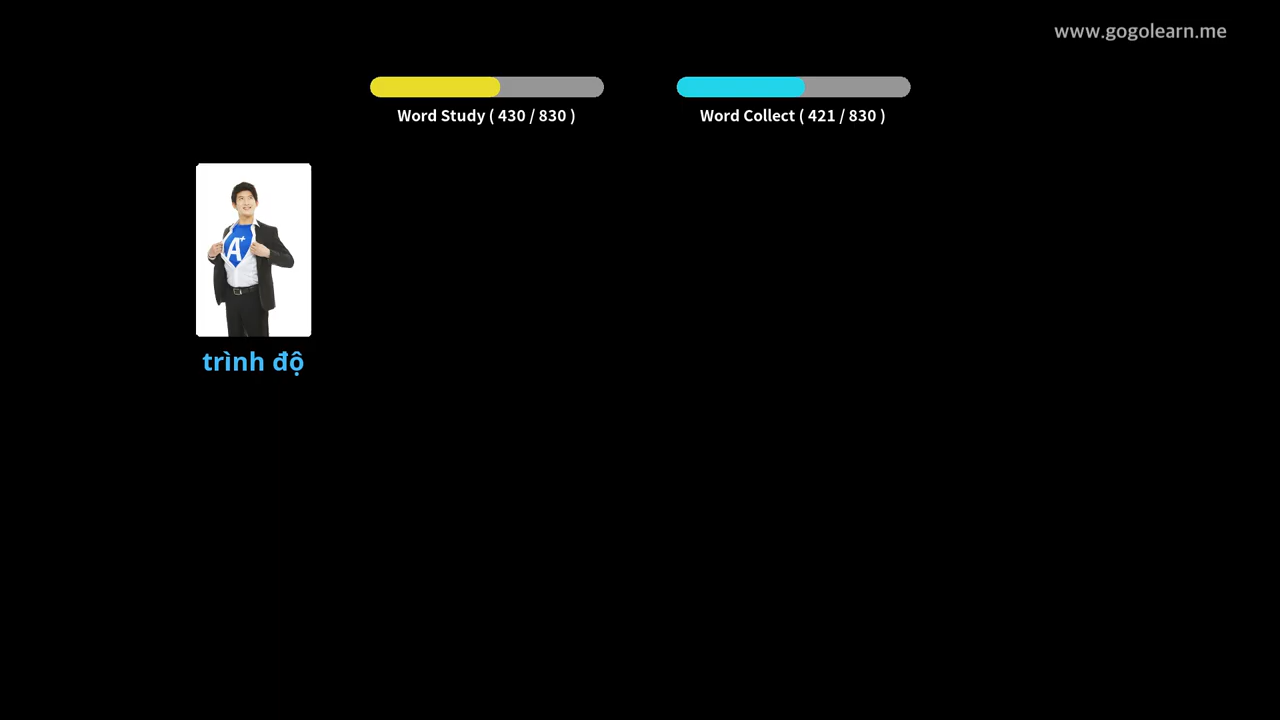 www.gogolearn.me
Word Study ( 430 / 830 )
Word Collect ( 421 / 830 )
A+
trình độ